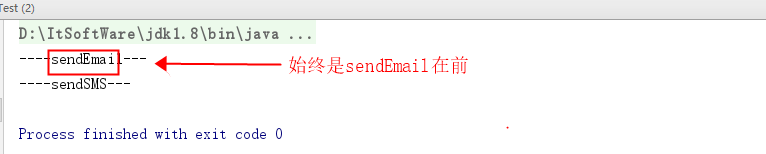 Test (2)
D:\ItSoftWare\jdk1.8\bin\java ...
----sendEmail---
始终是sendEmail在前
----sendSMS---
Process finished with exit code 0